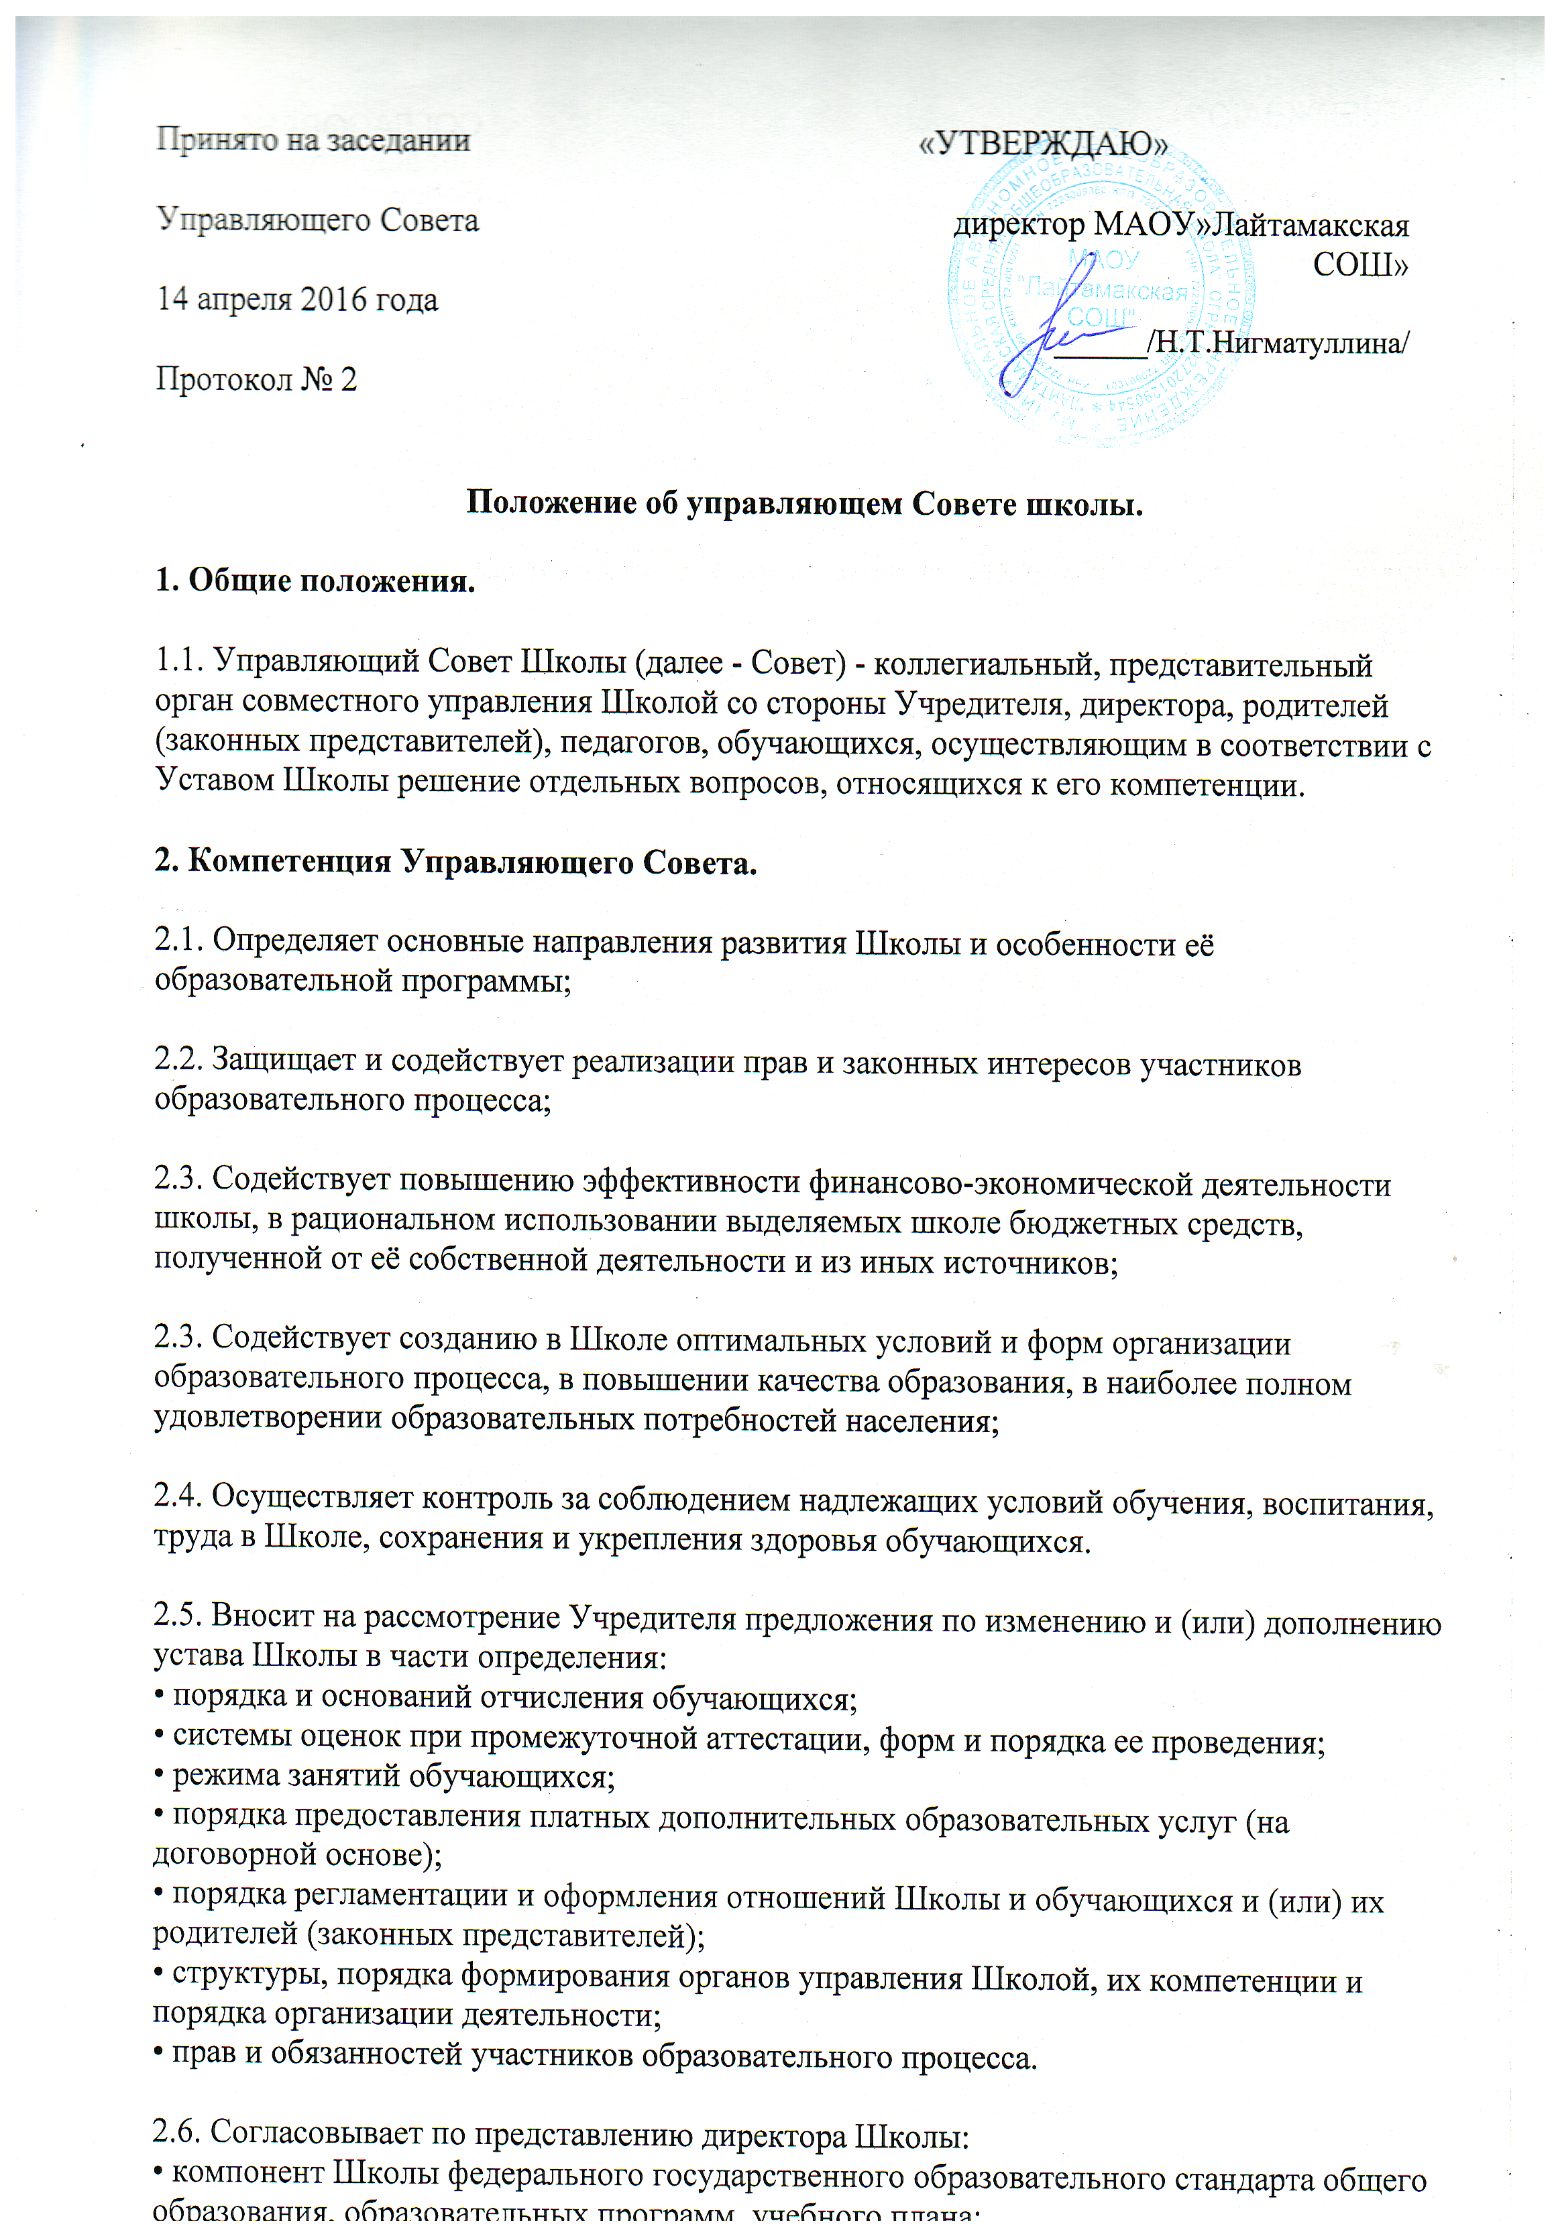 Принято на заседании
«УТВЕРЖДАЮ»
Управляющего Совета
директор МАОУ»Лайтамакская
СОШ»
14 апреля 2016 года
______/Н.Т.Нигматуллина/
Протокол № 2
МАОУ
"Лайтамакская
СОШ"
Положение об управляющем Совете школы.
1. Общие положения.
1.1. Управляющий Совет Школы (далее - Совет) - коллегиальный, представительный
орган совместного управления Школой со стороны Учредителя, директора, родителей
(законных представителей), педагогов, обучающихся, осуществляющим в соответствии с
Уставом Школы решение отдельных вопросов, относящихся к его компетенции.
2. Компетенция Управляющего Совета.
2.1. Определяет основные направления развития Школы и особенности её
образовательной программы;
2.2. Защищает и содействует реализации прав и законных интересов участников
образовательного процесса;
2.3. Содействует повышению эффективности финансово-экономической деятельности
школы, в рациональном использовании выделяемых школе бюджетных средств,
полученной от её собственной деятельности и из иных источников;
2.3. Содействует созданию в Школе оптимальных условий и форм организации
образовательного процесса, в повышении качества образования, в наиболее полном
удовлетворении образовательных потребностей населения;
2.4. Осуществляет контроль за соблюдением надлежащих условий обучения, воспитания,
труда в Школе, сохранения и укрепления здоровья обучающихся.
2.5. Вносит на рассмотрение Учредителя предложения по изменению и (или) дополнению
устава Школы в части определения:
• порядка и оснований отчисления обучающихся;
• системы оценок при промежуточной аттестации, форм и порядка ее проведения;
• режима занятий обучающихся;
• порядка предоставления платных дополнительных образовательных услуг (на
договорной основе);
• порядка регламентации и оформления отношений Школы и обучающихся и (или) их
родителей (законных представителей);
• структуры, порядка формирования органов управления Школой, их компетенции и
порядка организации деятельности;
• прав и обязанностей участников образовательного процесса.
2.6. Согласовывает по представлению директора Школы:
• компонент Школы федерального государственного образовательного стандарта общего
образования, образовательных программ, учебного плана;